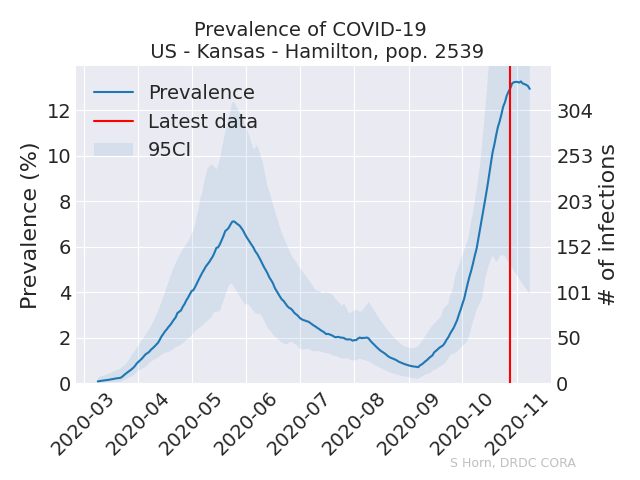 Prevalence of COVID-19
US - Kansas - Hamilton, pop. 2539
Prevalence
Latest data
95CI
Prevalence (%)
12
10
8
6
4
2
0
304
253
203
152
101
50
0
# of infections
2020-03
2020-04
2020-05
2020-06
2020-07
2020-08
2020-09
2020-10
2020-11
S Horn, DRDC CORA